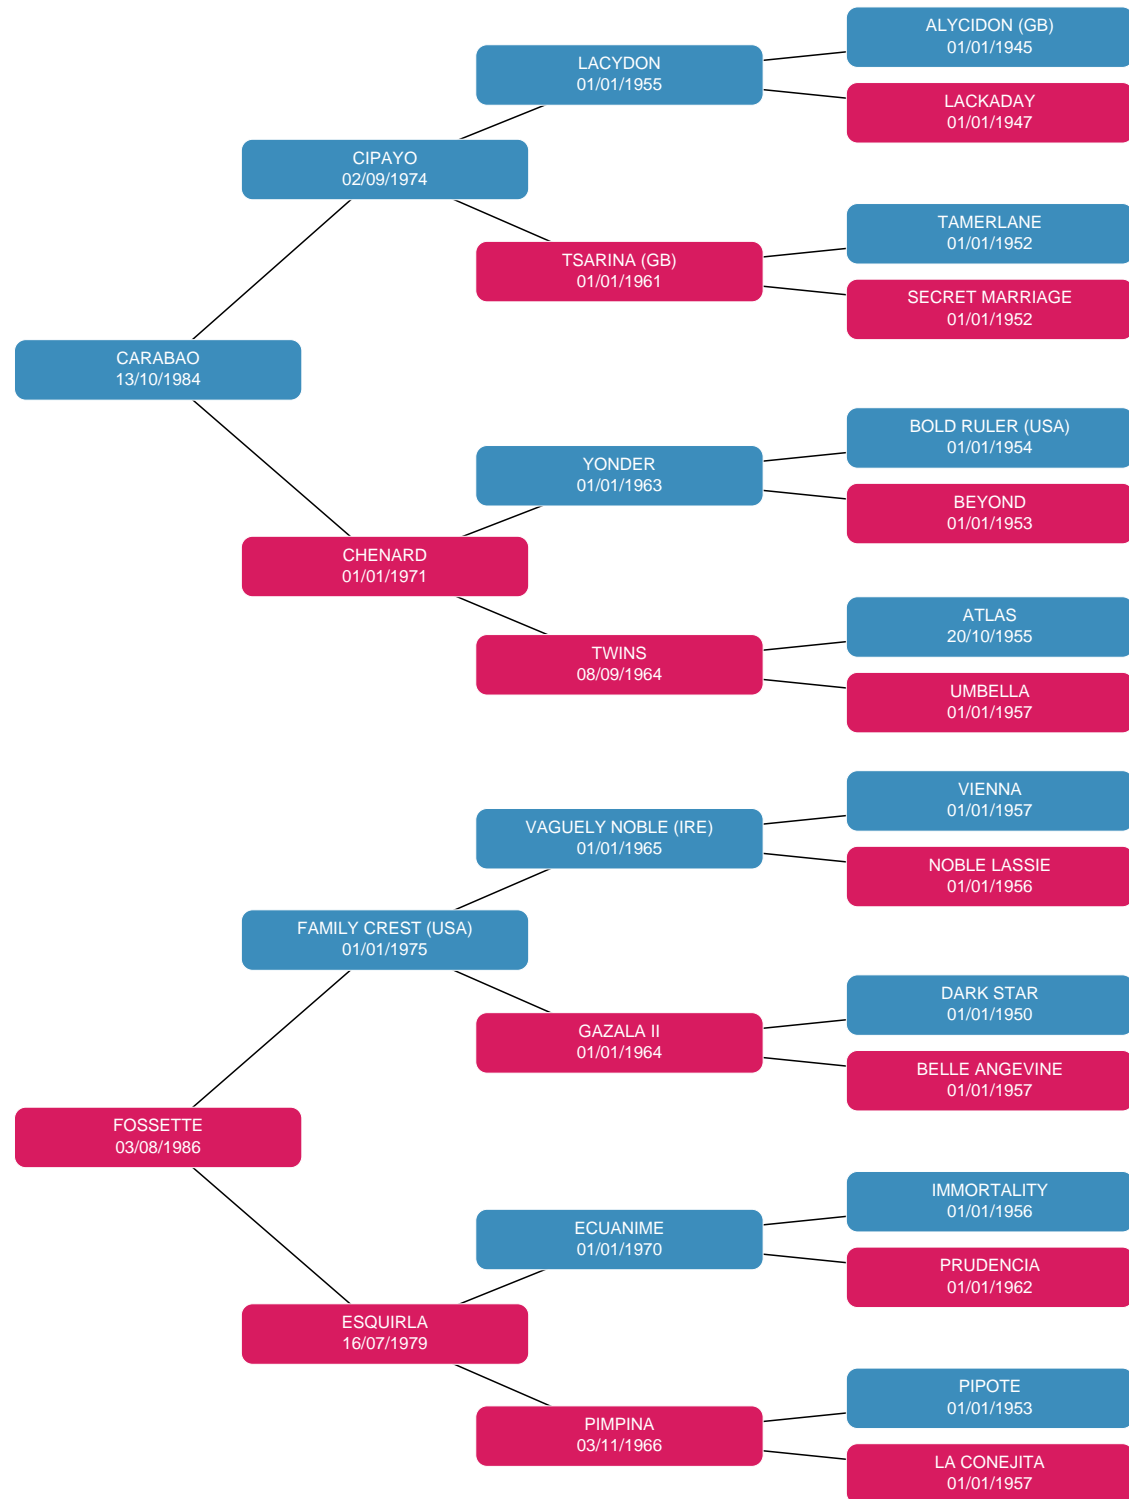 ALYCIDON (GB)
01/01/1945
LACYDON
01/01/1955
LACKADAY
01/01/1947
CIPAYO
02/09/1974
TAMERLANE
01/01/1952
TSARINA (GB)
01/01/1961
SECRET MARRIAGE
01/01/1952
CARABAO
13/10/1984
BOLD RULER (USA)
01/01/1954
YONDER
01/01/1963
BEYOND
01/01/1953
CHENARD
01/01/1971
ATLAS
20/10/1955
TWINS
08/09/1964
UMBELLA
01/01/1957
VIENNA
01/01/1957
VAGUELY NOBLE (IRE)
01/01/1965
NOBLE LASSIE
01/01/1956
FAMILY CREST (USA)
01/01/1975
DARK STAR
01/01/1950
GAZALA II
01/01/1964
BELLE ANGEVINE
01/01/1957
FOSSETTE
03/08/1986
IMMORTALITY
01/01/1956
ECUANIME
01/01/1970
PRUDENCIA
01/01/1962
ESQUIRLA
16/07/1979
PIPOTE
01/01/1953
PIMPINA
03/11/1966
LA CONEJITA
01/01/1957